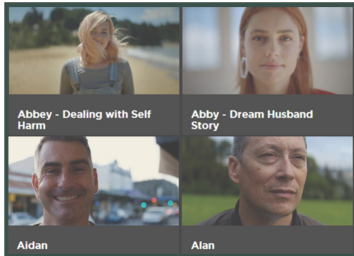 Abbey - Dealing with Self
Harm
Abby - Dream Husband
Story
Aidan
Alan